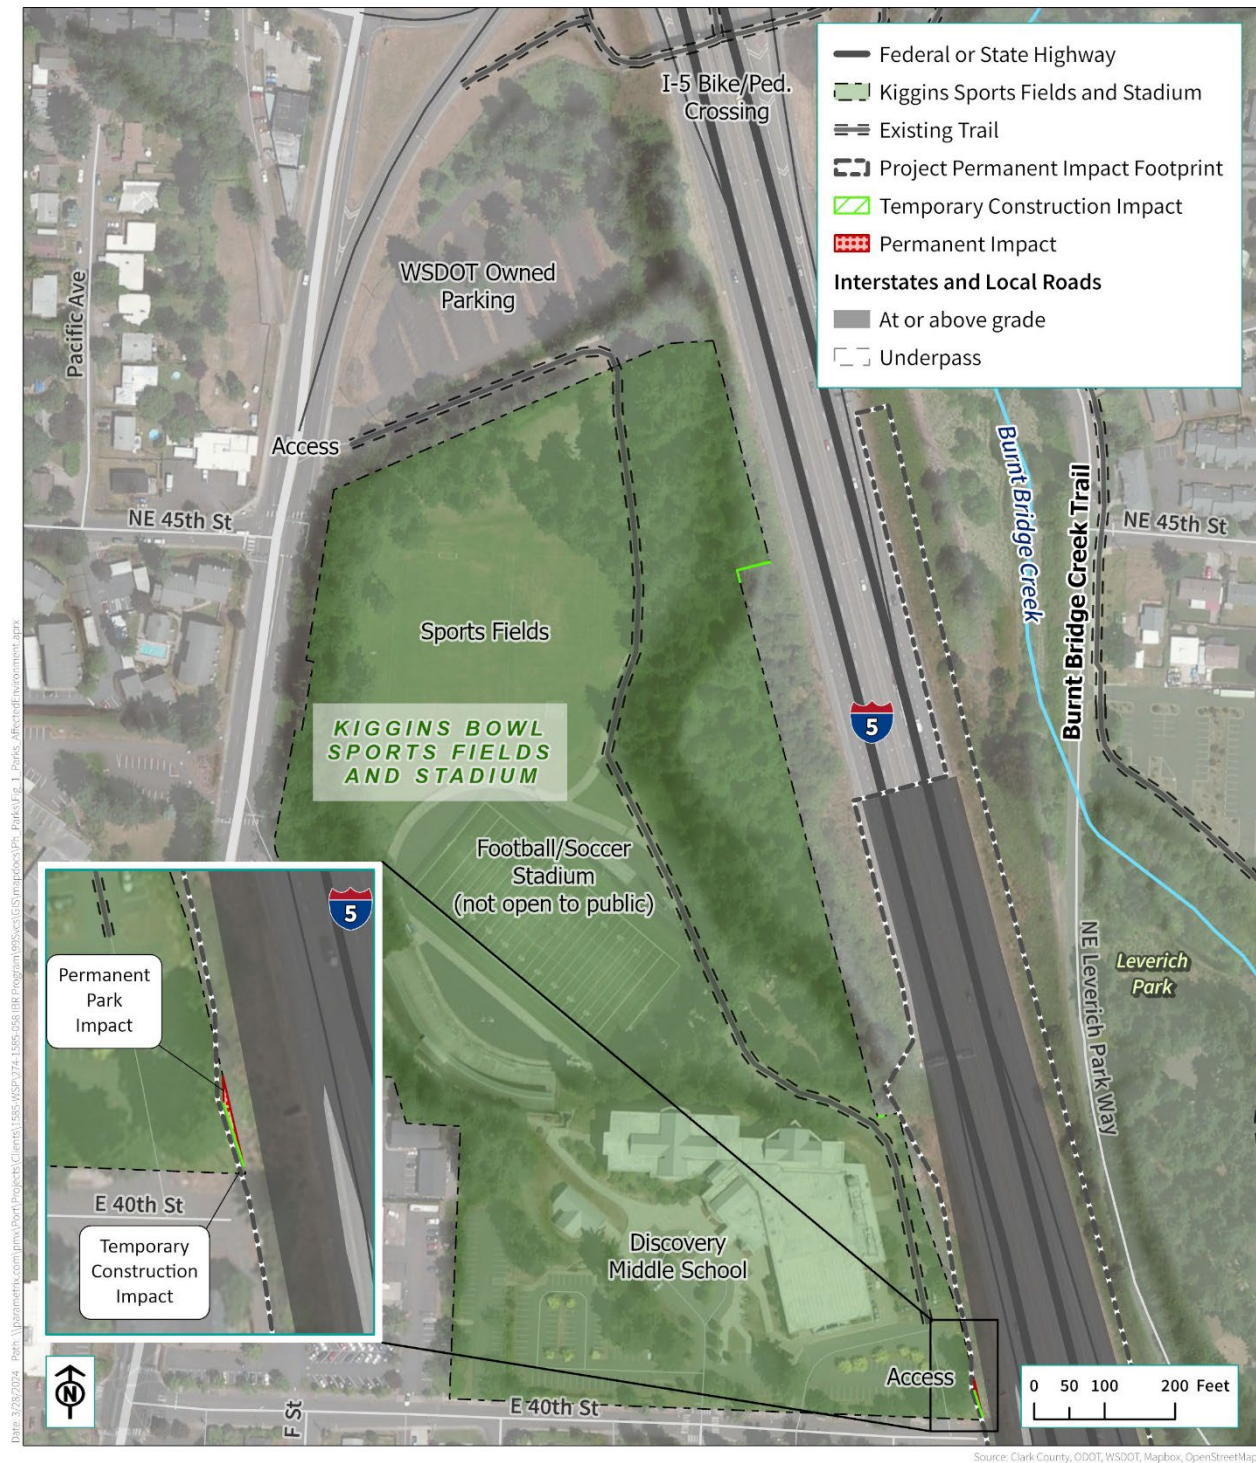 I-5 Bike/Ped.
Crossing
Federal or State Highway
Kiggins Sports Fields and Stadium
Existing Trail
Project Permanent Impact Footprint
Temporary Construction Impact
Permanent Impact
Interstates and Local Roads
At or above grade
Underpass
WSDOT Owned
Parking
Pacific Ave
Access
NE 45th St
NE 45th St
Burnt Bridge Creek
Burnt Bridge Creek Trail
Sports Fields
5
KIGGINS BOWL
SPORTS FIELDS
AND STADIUM
Football/Soccer
Stadium
(not open to public)
5
Permanent
Park
Impact
E 40th St
Temporary
Construction
Impact
Leverich
Park
NE Leverich Park Way
Discovery
Middle School
Access
E 40th St
F St
N
0 50 100 200 Feet
Source: Clark County, ODOT, WSDOT, Mapbox, OpenStreetMap